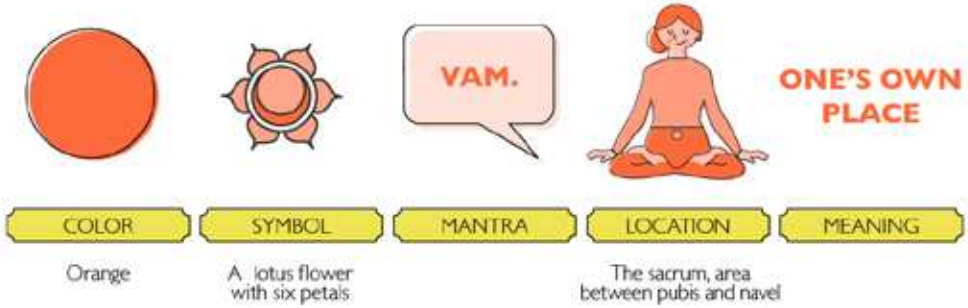 VAM.
ONE'S OWN
PLACE
COLOR
SYMBOL
MANTRA
LOCATION
MEANING
Orange
A lotus flower
with six petals
The sacrum, area
between pubis and navel